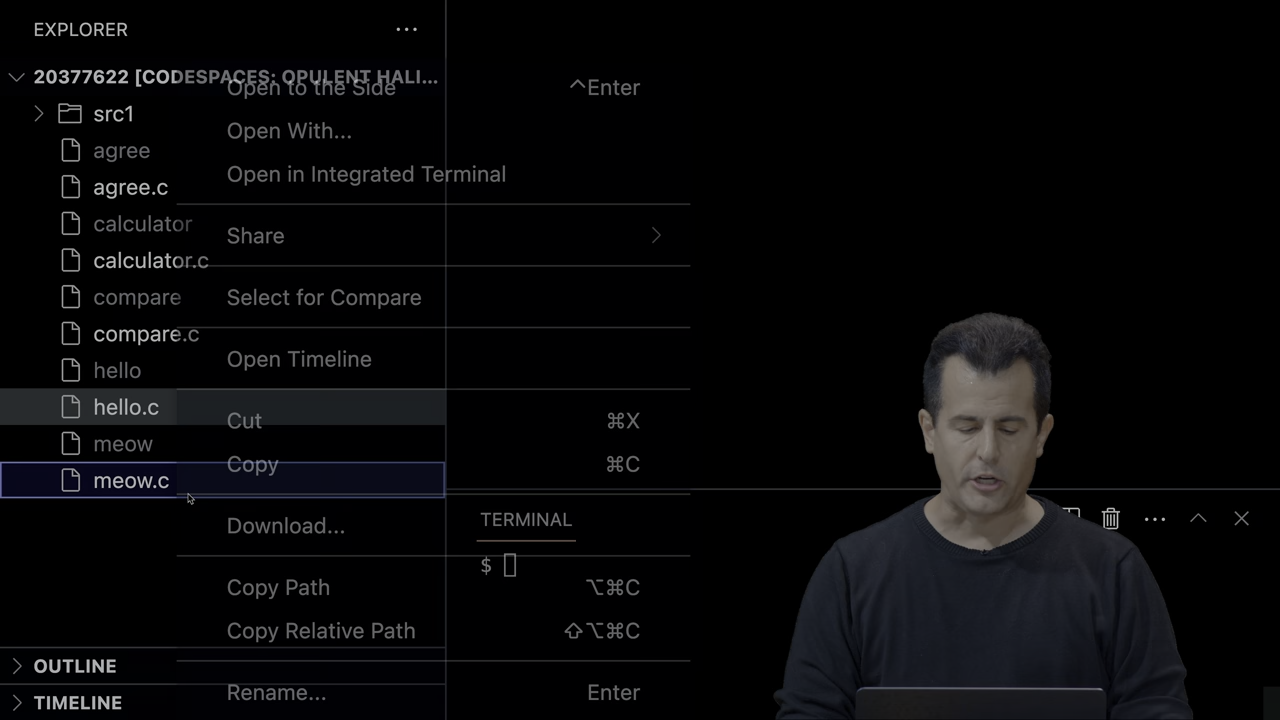 EXPLORER
20377622 [CODESPACES: OPULENT HALI...
src1
agree
agree.c
calculator
calculator.c
compare
compare.c
hello
hello.c
meow
meow.c
OUTLINE
TIMELINE
Open to the Side ^Enter
Open With...
Open in Integrated Terminal
Share
Select for Compare
Open Timeline
Cut ⌘X
Copy ⌘C
Download...
Copy Path ⌥⌘C
Copy Relative Path ⇧⌥⌘C
Rename... Enter
TERMINAL
$